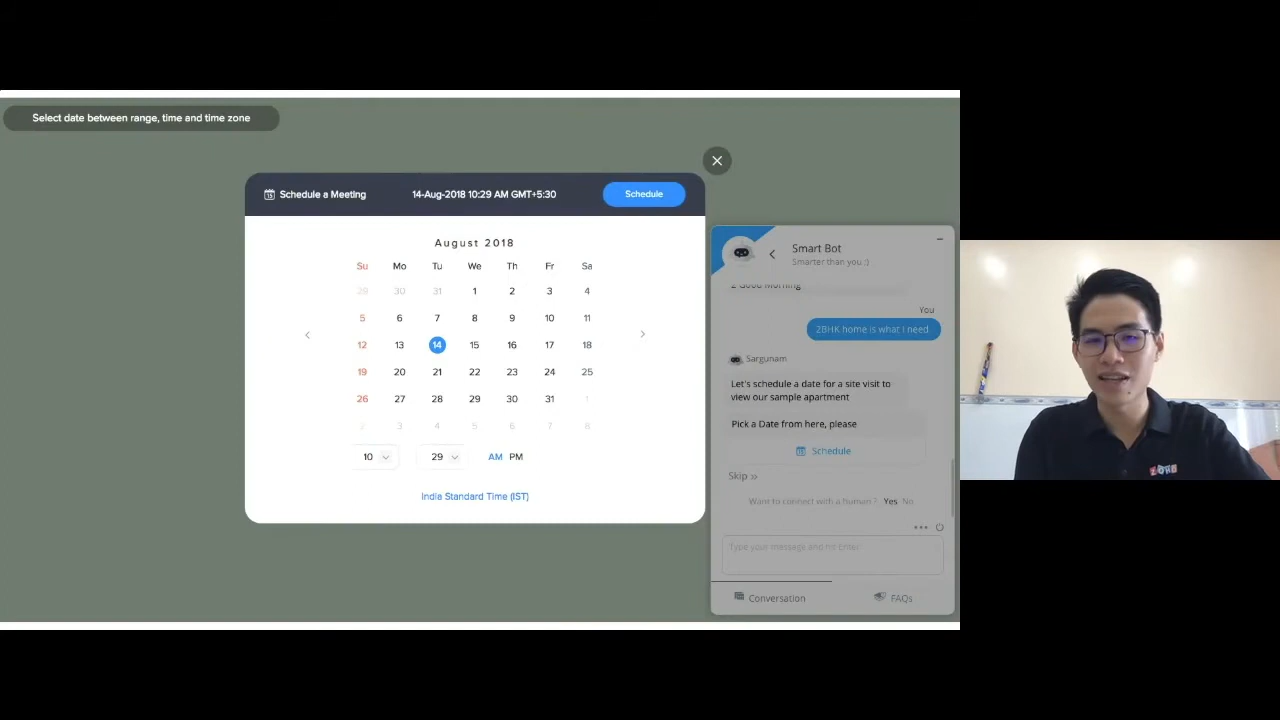 Select date between range, time and time zone
Schedule a Meeting
14-Aug-2018 10:29 AM GMT+5:30
Schedule
August 2018
Su Mo Tu We Th Fr Sa
29 30 31 1 2 3 4
5 6 7 8 9 10 11
12 13 14 15 16 17 18
19 20 21 22 23 24 25
26 27 28 29 30 31 1
2 3 4 5 6 7 8
10 29 AM PM
India Standard Time (IST)
Smart Bot
Smarter than you :)
2 Good Morning
You
2BHK home is what I need.
Sargunam
Let's schedule a date for a site visit to
view our sample apartment
Pick a Date from here, please
Schedule
Skip »
Want to connect with a human ? Yes No
Type your message and hit Enter
Conversation
FAQs
ZOHO